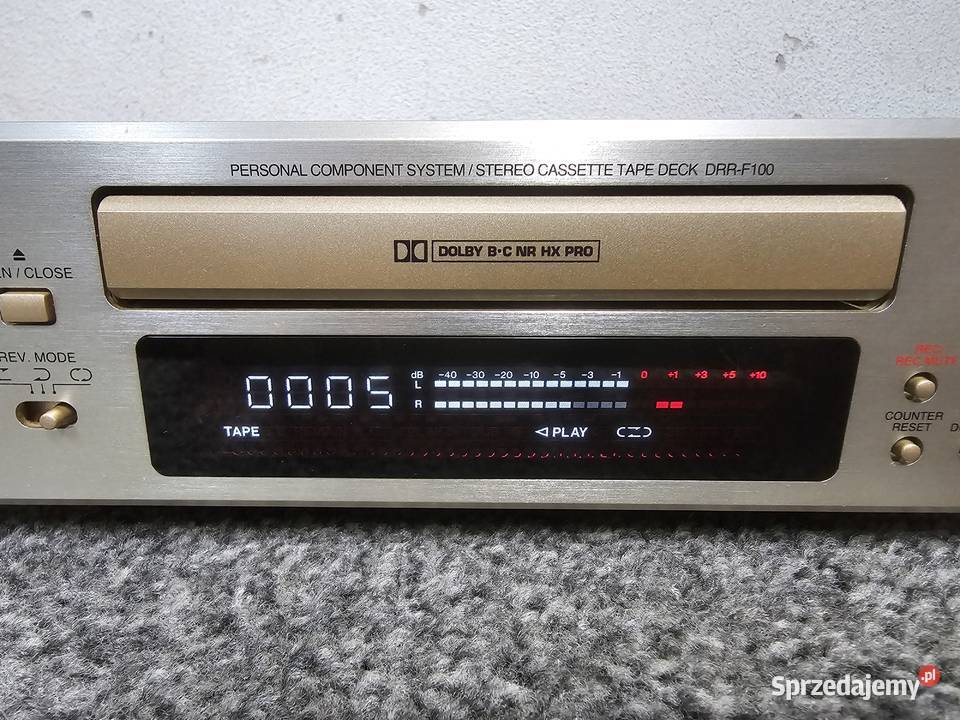 PERSONAL COMPONENT SYSTEM / STEREO CASSETTE TAPE DECK DRR-F100
DOLBY B·C NR HX PRO
N / CLOSE
REV. MODE
0005
dB -40 -30 -20 -10 -5 -3 -1 0 +1 +3 +5 +10
L
R
TAPE
PLAY
REC/
REC MUTE
COUNTER
RESET
Sprzedajemy.pl